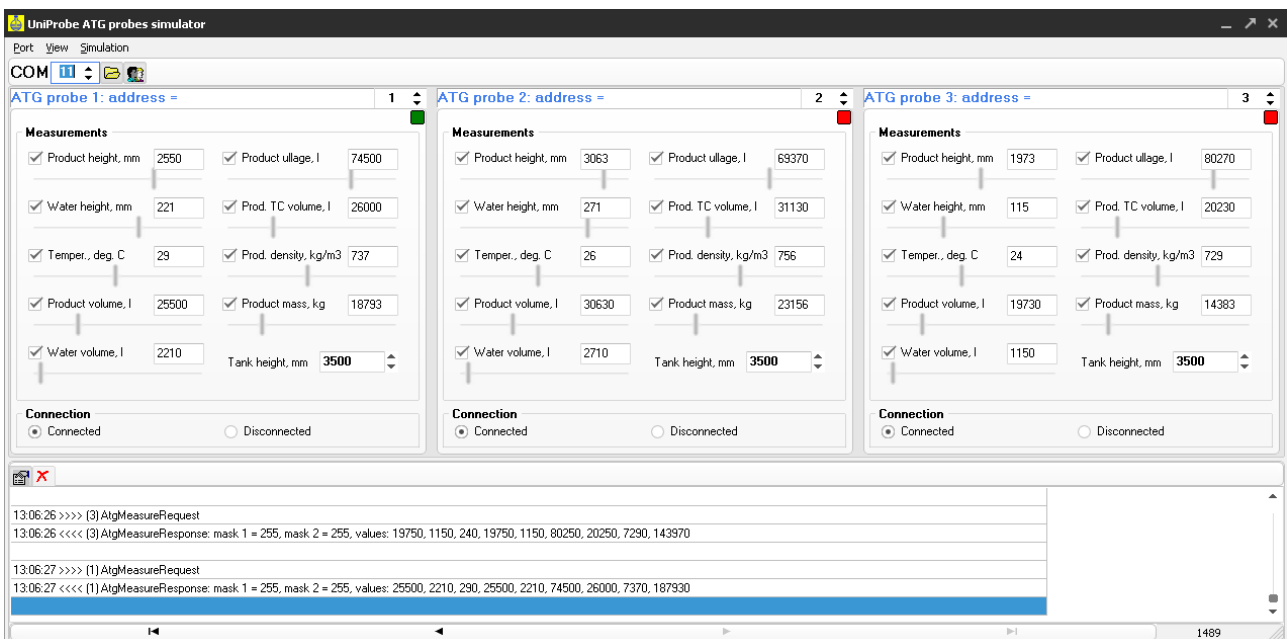 UniProbe ATG probes simulator
Port View Simulation
COM 11
ATG probe 1: address = 1
Measurements
Product height, mm 2550 Product ullage, l 74500
Water height, mm 221 Prod. TC volume, l 26000
Temper., deg. C 29 Prod. density, kg/m3 737
Product volume, l 25500 Product mass, kg 18793
Water volume, l 2210 Tank height, mm 3500
Connection
Connected Disconnected
ATG probe 2: address = 2
Measurements
Product height, mm 3063 Product ullage, l 69370
Water height, mm 271 Prod. TC volume, l 31130
Temper., deg. C 26 Prod. density, kg/m3 756
Product volume, l 30630 Product mass, kg 23156
Water volume, l 2710 Tank height, mm 3500
Connection
Connected Disconnected
ATG probe 3: address = 3
Measurements
Product height, mm 1973 Product ullage, l 80270
Water height, mm 115 Prod. TC volume, l 20230
Temper., deg. C 24 Prod. density, kg/m3 729
Product volume, l 19730 Product mass, kg 14383
Water volume, l 1150 Tank height, mm 3500
Connection
Connected Disconnected
13:06:26 >>>> (3) AtgMeasureRequest
13:06:26 <<<< (3) AtgMeasureResponse: mask 1 = 255, mask 2 = 255, values: 19750, 1150, 240, 19750, 1150, 80250, 20250, 7290, 143970
13:06:27 >>>> (1) AtgMeasureRequest
13:06:27 <<<< (1) AtgMeasureResponse: mask 1 = 255, mask 2 = 255, values: 25500, 2210, 290, 25500, 2210, 74500, 26000, 7370, 187930
1489